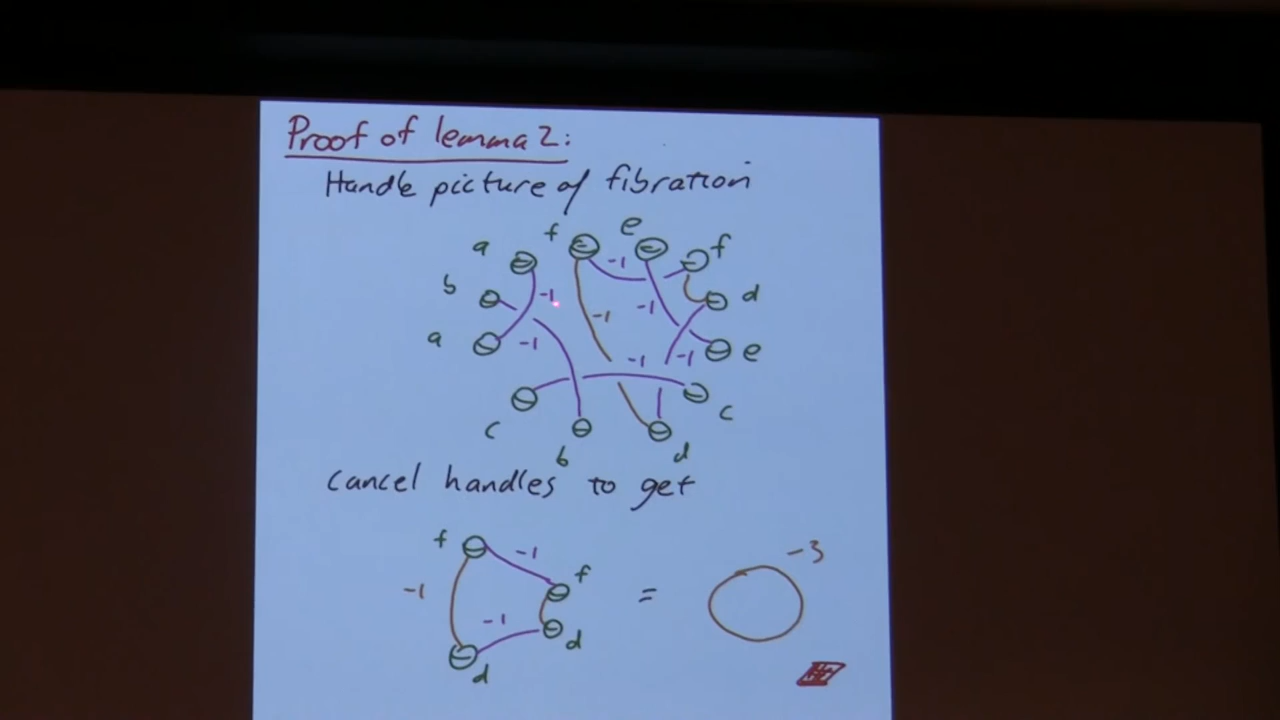 Proof of lemma 2:
Handle picture of fibration
a f e f
b -1 d
-1 -1 -1
a -1 -1 -1 e
c c
b d
cancel handles to get
f -1 -3
-1 f =
-1 d
d